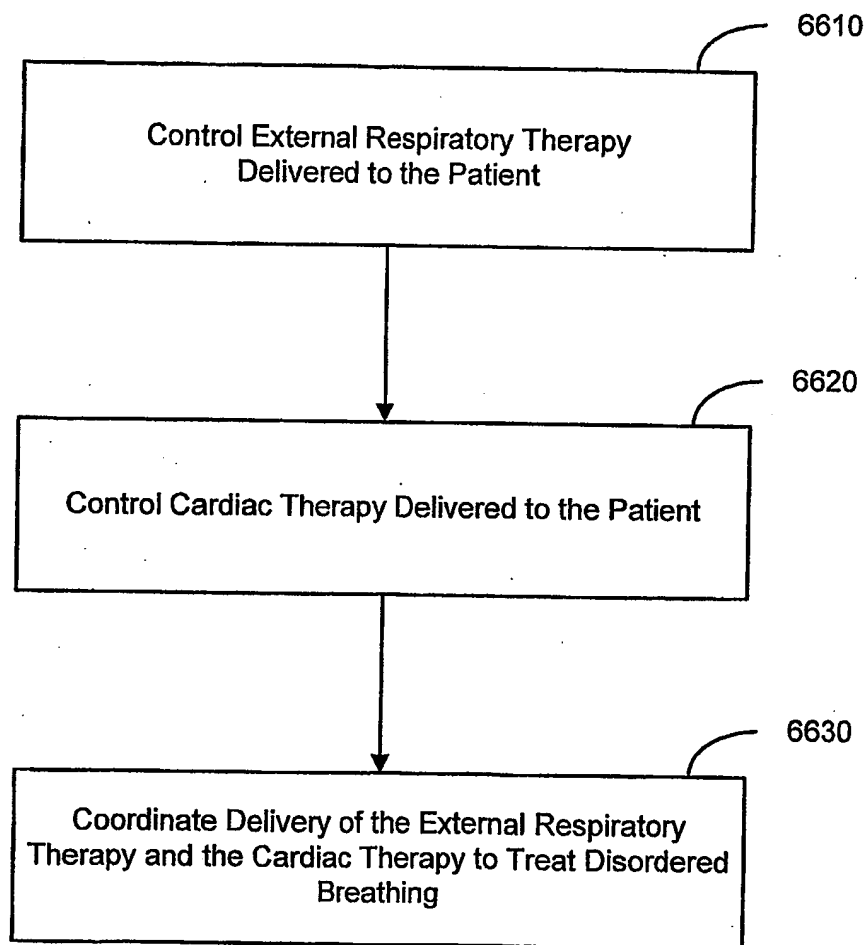 6610
Control External Respiratory Therapy
Delivered to the Patient
6620
Control Cardiac Therapy Delivered to the Patient
6630
Coordinate Delivery of the External Respiratory
Therapy and the Cardiac Therapy to Treat Disordered
Breathing